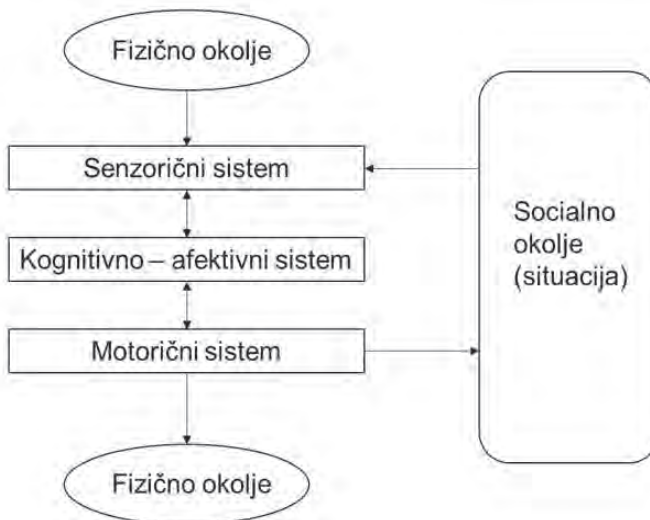 Fizično okolje
Senzorični sistem
Kognitivno – afektivni sistem
Motorični sistem
Fizično okolje
Socialno
okolje
(situacija)